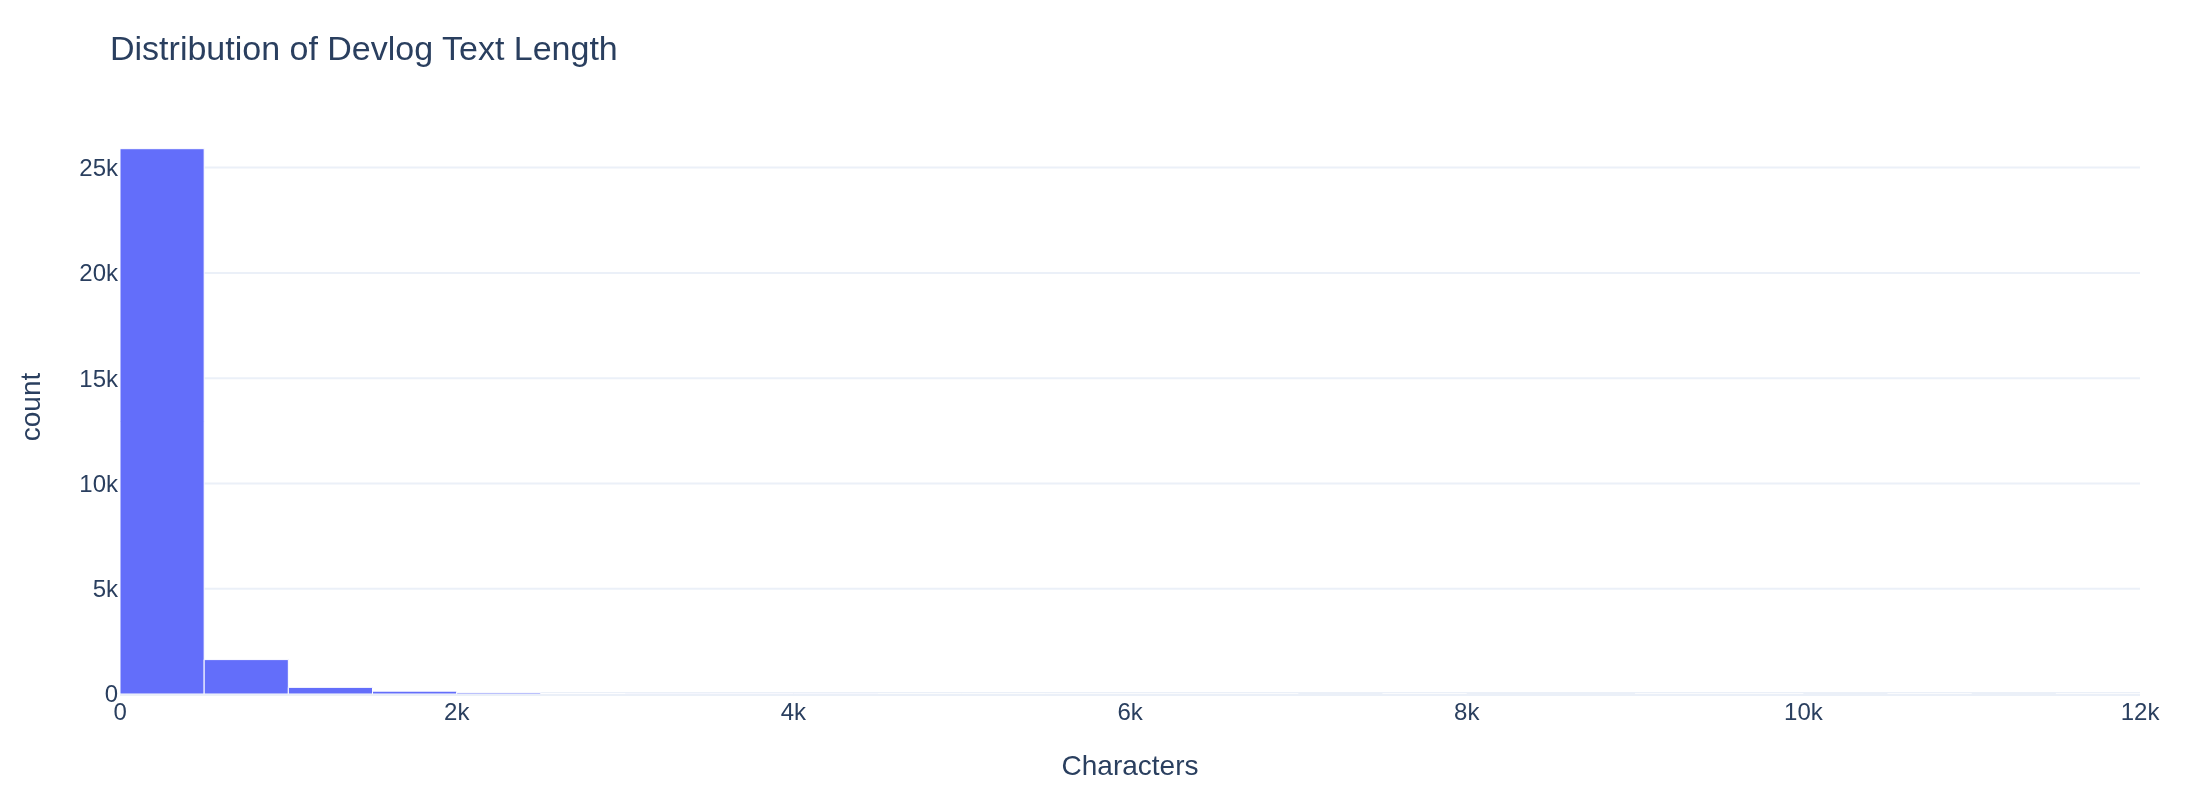 Distribution of Devlog Text Length
25k
20k
15k
10k
5k
0
count
0 2k 4k 6k 8k 10k 12k
Characters